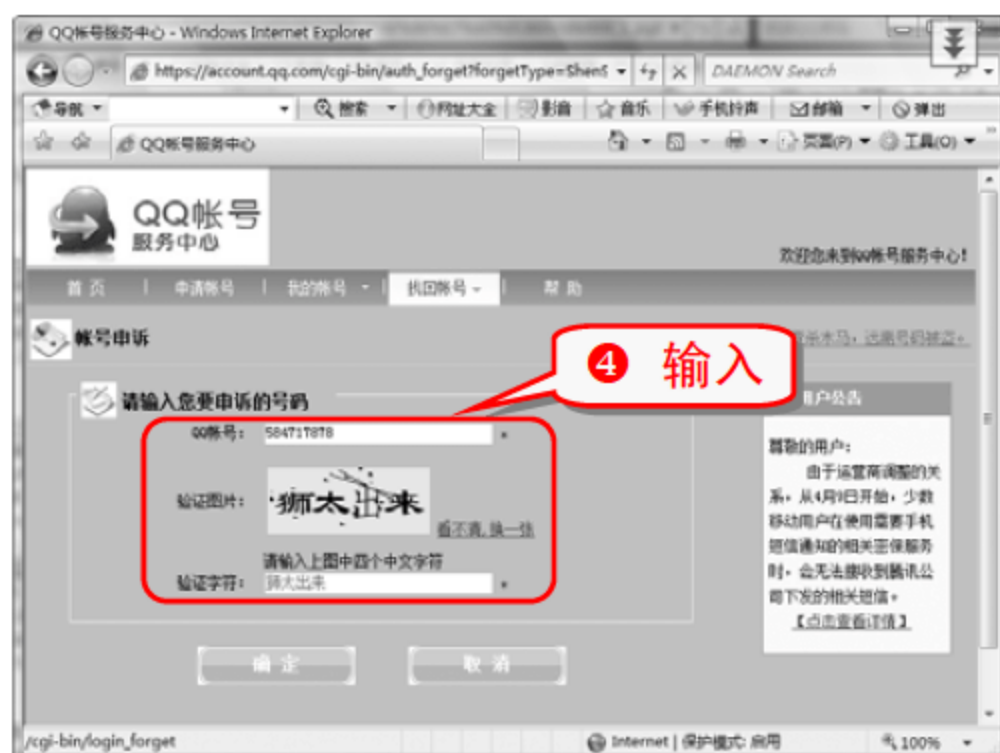 QQ帐号服务中心 - Windows Internet Explorer
https://account.qq.com/cgi-bin/auth_forget?forgetType=ShenS
DAEMON Search
导航
搜索
网址大全
影音
音乐
手机铃声
邮箱
弹出
QQ帐号服务中心
页面(P)
工具(O)
QQ帐号
服务中心
欢迎您来到QQ帐号服务中心!
首 页
申请帐号
我的帐号
找回帐号
帮 助
帐号申诉
查杀木马,远离号码被盗。
④ 输入
请输入您要申诉的号码
QQ帐号: 584717878 *
验证图片: 狮太出来
看不清,换一张
请输入上图中四个中文字符
验证字符: 狮太出来 *
确 定
取 消
用户公告
尊敬的用户:
由于运营商调整的关
系,从4月9日开始,少数
移动用户在使用需要手机
短信通知的相关密保服务
时,会无法接收到腾讯公
司下发的相关短信。
【点击查看详情】
/cgi-bin/login_forget
Internet | 保护模式: 启用
100%